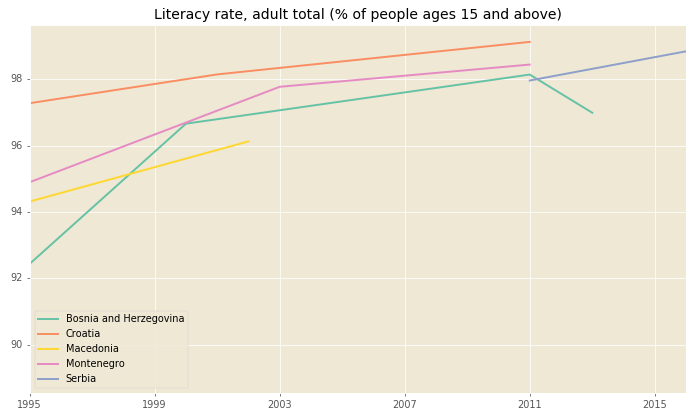 Literacy rate, adult total (% of people ages 15 and above)
98
96
94
92
90
Bosnia and Herzegovina
Croatia
Macedonia
Montenegro
Serbia
1995 1999 2003 2007 2011 2015